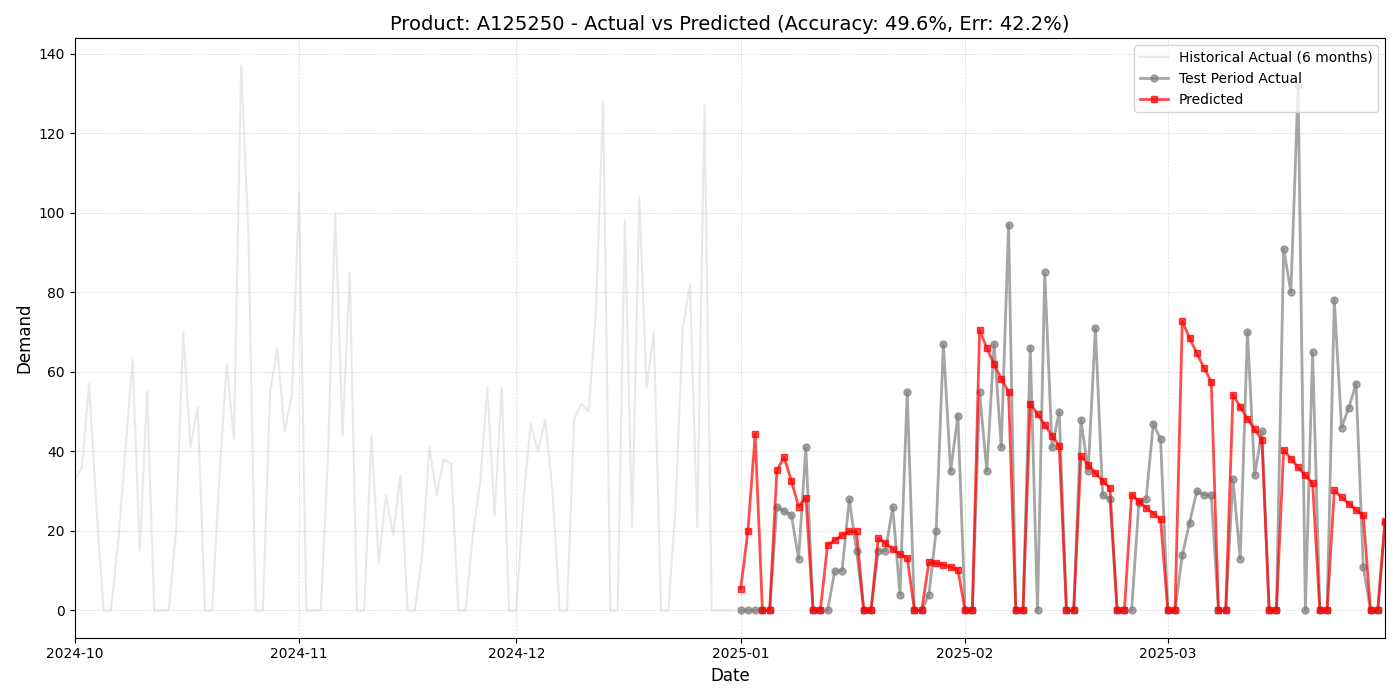 Product: A125250 - Actual vs Predicted (Accuracy: 49.6%, Err: 42.2%)
Historical Actual (6 months)
Test Period Actual
Predicted
140
120
100
80
60
40
20
0
Demand
2024-10
2024-11
2024-12
2025-01
2025-02
2025-03
Date